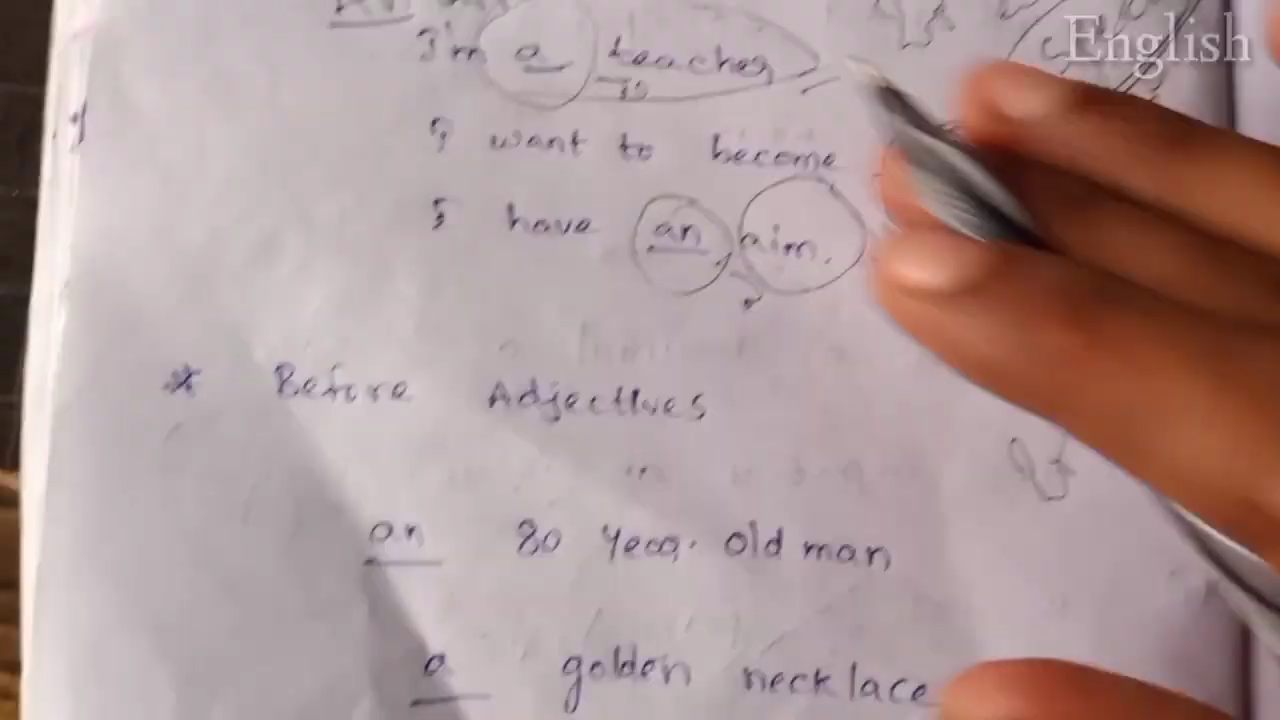 English
I'm a teacher
I want to become
I have an aim.
* Before Adjectives
an 80 year old man
a golden necklace